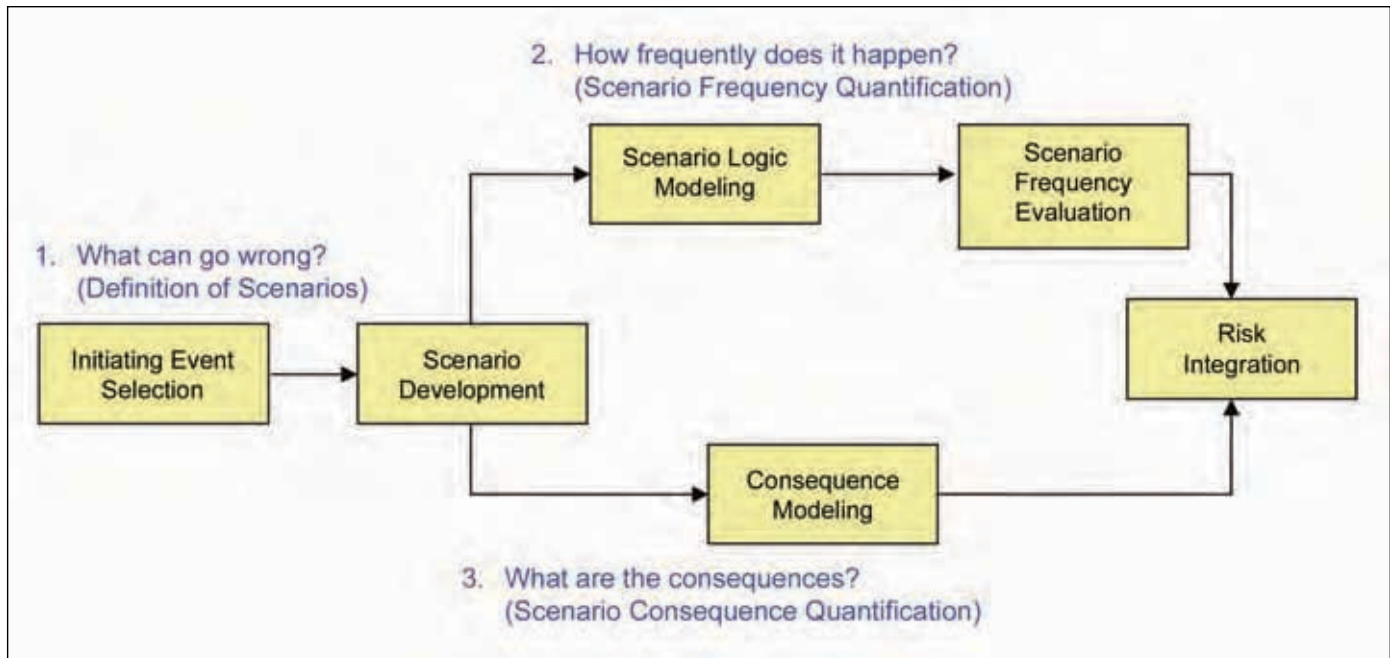 2. How frequently does it happen?
(Scenario Frequency Quantification)
Scenario Logic
Modeling
Scenario
Frequency
Evaluation
1. What can go wrong?
(Definition of Scenarios)
Initiating Event
Selection
Scenario
Development
Risk
Integration
Consequence
Modeling
3. What are the consequences?
(Scenario Consequence Quantification)